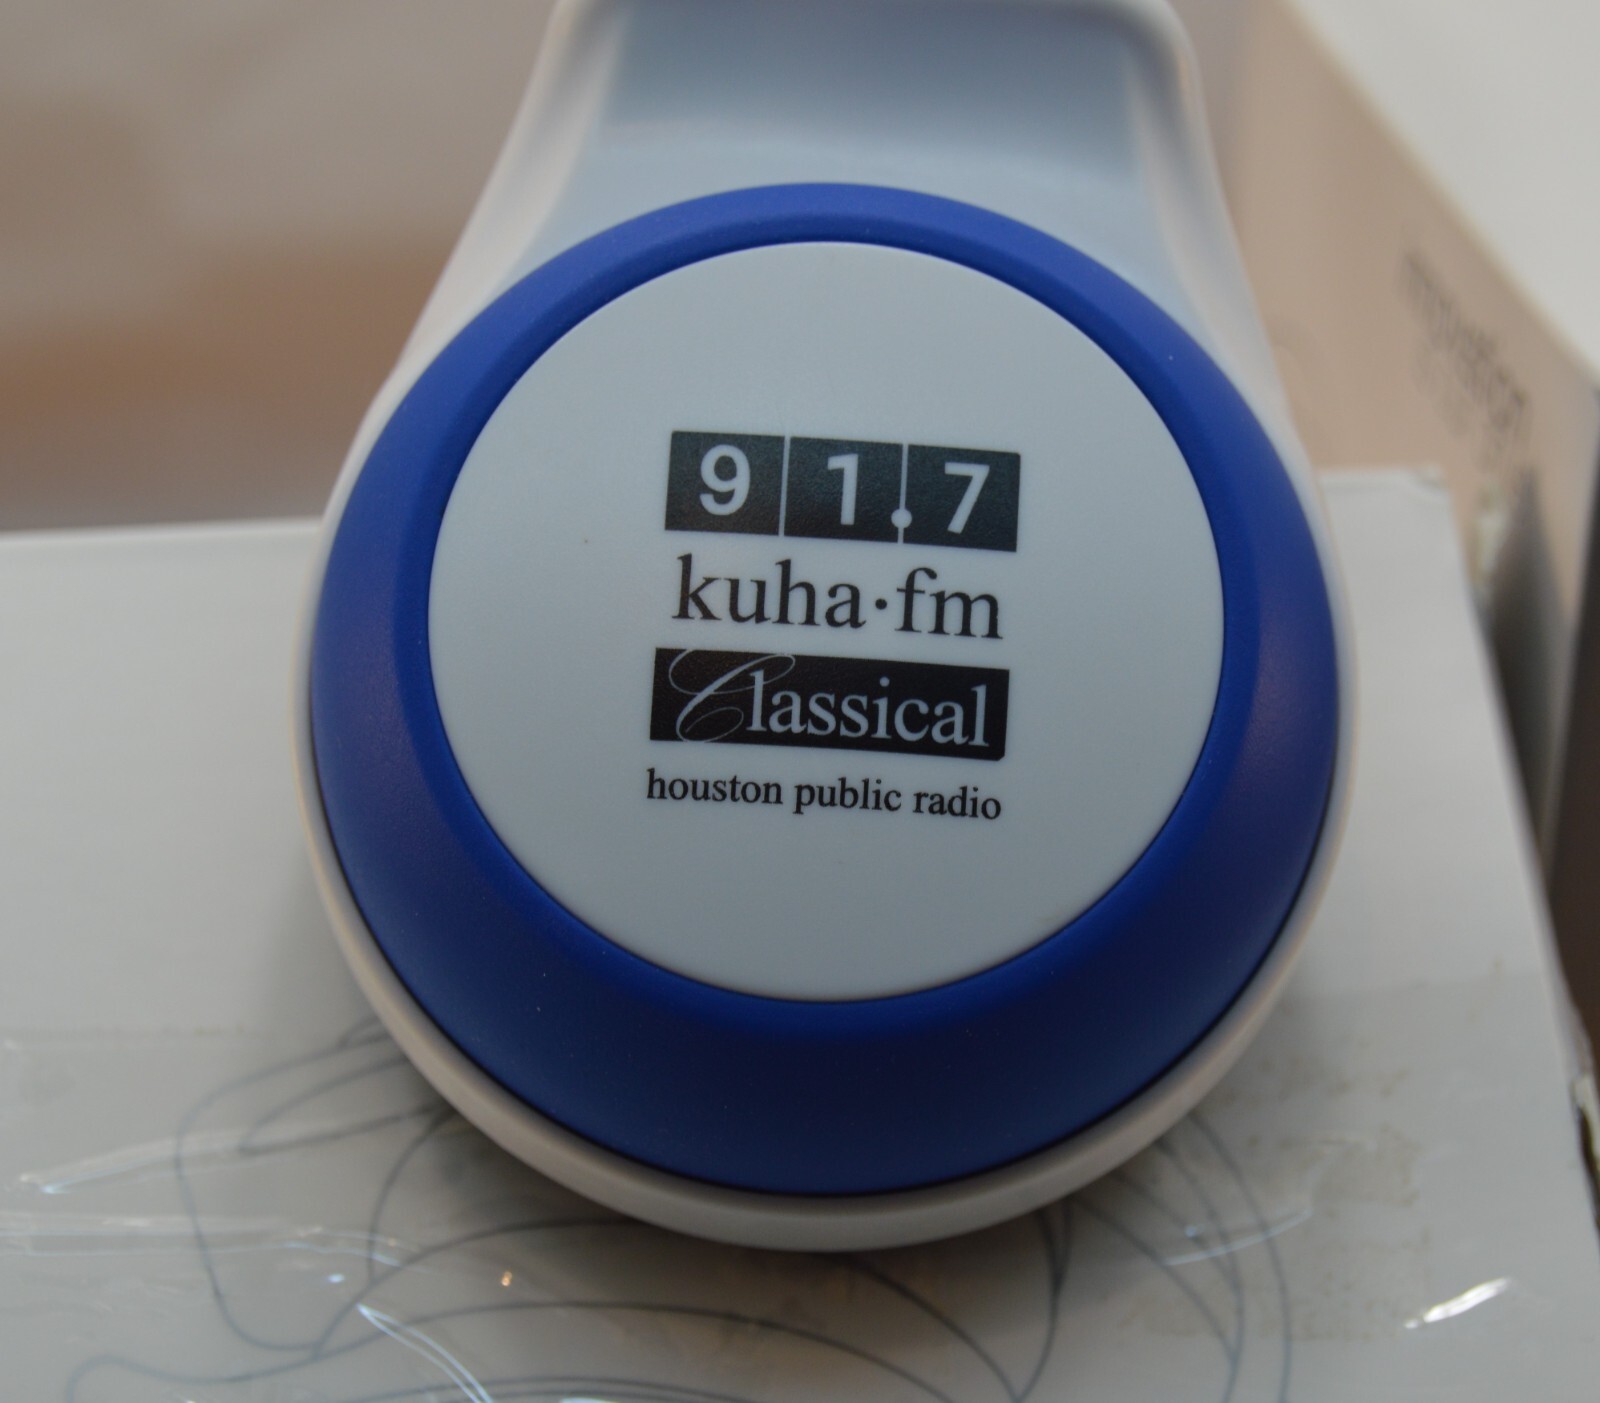 91.7
kuha·fm
Classical
houston public radio